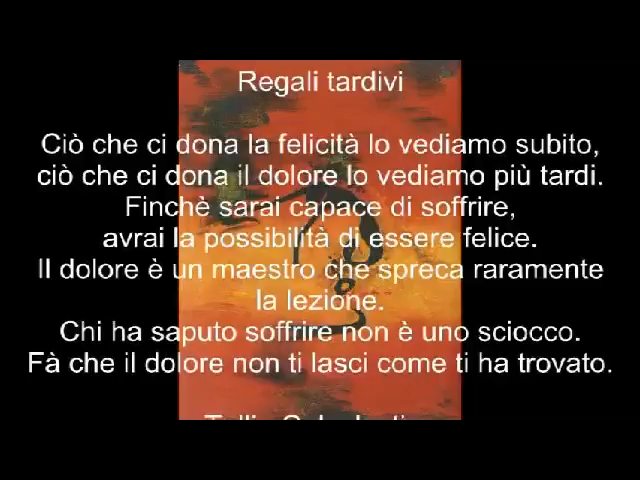 Regali tardivi
Ciò che ci dona la felicità lo vediamo subito,
ciò che ci dona il dolore lo vediamo più tardi.
Finchè sarai capace di soffrire,
avrai la possibilità di essere felice.
Il dolore è un maestro che spreca raramente
la lezione.
Chi ha saputo soffrire non è uno sciocco.
Fà che il dolore non ti lasci come ti ha trovato.